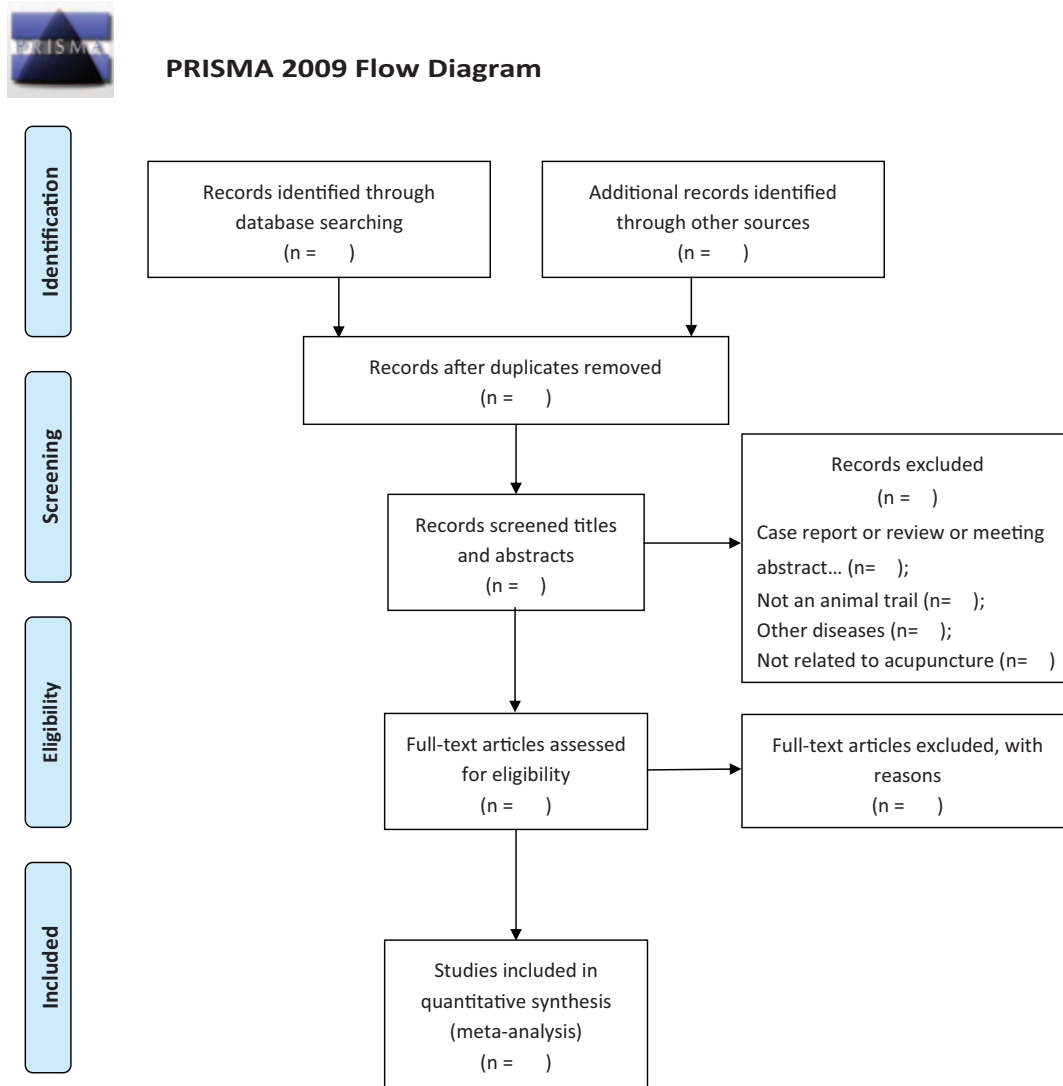 PRISMA
PRISMA 2009 Flow Diagram
Identification
Records identified through
database searching
(n =     )
Additional records identified
through other sources
(n =     )
Records after duplicates removed
(n =     )
Screening
Records screened titles
and abstracts
(n =     )
Records excluded
(n =    )
Case report or review or meeting
abstract... (n=    );
Not an animal trail (n=    );
Other diseases (n=    );
Not related to acupuncture (n=    )
Eligibility
Full-text articles assessed
for eligibility
(n =     )
Full-text articles excluded, with
reasons
(n =     )
Included
Studies included in
quantitative synthesis
(meta-analysis)
(n =     )